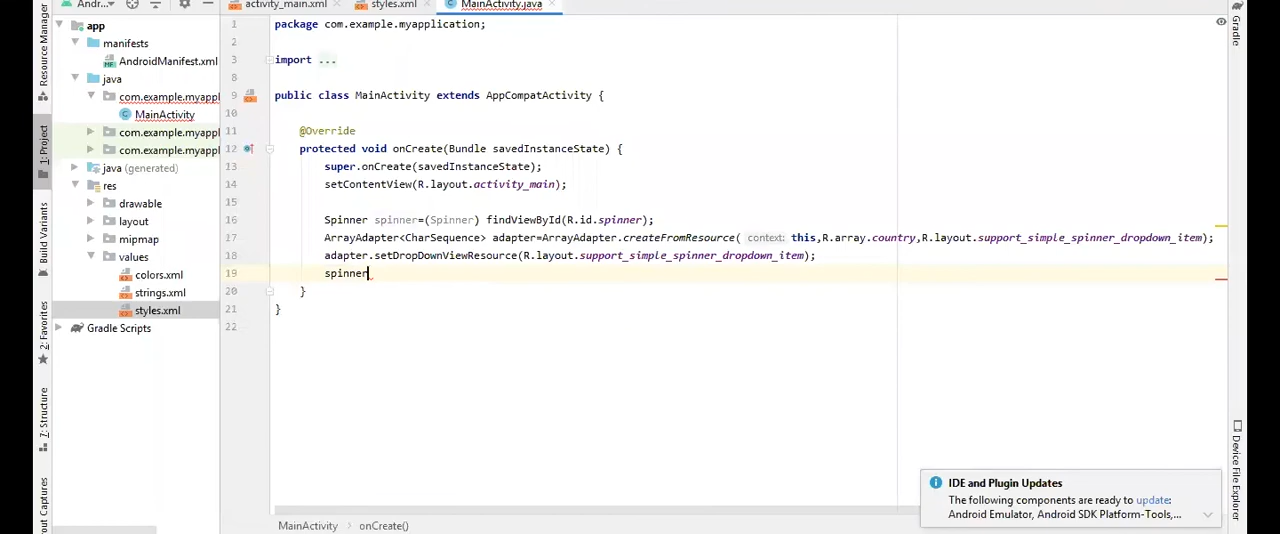 Resource Manager
1: Project
Build Variants
2: Favorites
7: Structure
out Captures
Andr...
app
manifests
AndroidManifest.xml
java
com.example.myappl
MainActivity
com.example.myappl
com.example.myappl
java (generated)
res
drawable
layout
mipmap
values
colors.xml
strings.xml
styles.xml
Gradle Scripts
activity_main.xml
styles.xml
MainActivity.java
1 package com.example.myapplication;
2
3 import ...
8
9 public class MainActivity extends AppCompatActivity {
10
11 @Override
12 protected void onCreate(Bundle savedInstanceState) {
13 super.onCreate(savedInstanceState);
14 setContentView(R.layout.activity_main);
15
16 Spinner spinner=(Spinner) findViewById(R.id.spinner);
17 ArrayAdapter<CharSequence> adapter=ArrayAdapter.createFromResource( context: this,R.array.country,R.layout.support_simple_spinner_dropdown_item);
18 adapter.setDropDownViewResource(R.layout.support_simple_spinner_dropdown_item);
19 spinner
20 }
21 }
22
MainActivity
onCreate()
IDE and Plugin Updates
The following components are ready to update:
Android Emulator, Android SDK Platform-Tools,...
Gradle
Device File Explorer